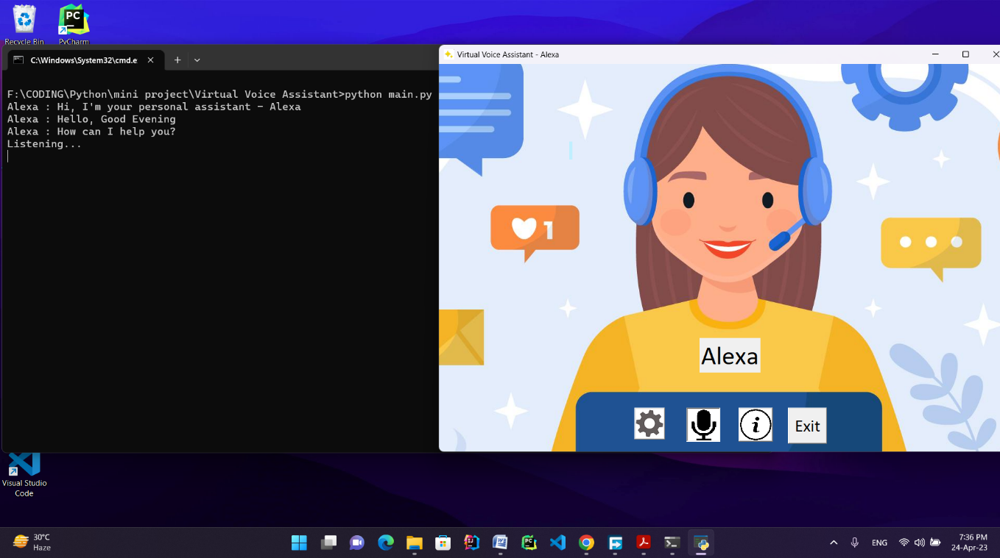 Recycle Bin
PyCharm
PC
C:\Windows\System32\cmd.e
F:\CODING\Python\mini project\Virtual Voice Assistant>python main.py
Alexa : Hi, I'm your personal assistant - Alexa
Alexa : Hello, Good Evening
Alexa : How can I help you?
Listening...
Virtual Voice Assistant - Alexa
1
Alexa
i
Exit
Visual Studio
Code
30°C
Haze
ENG
7:36 PM
24-Apr-23